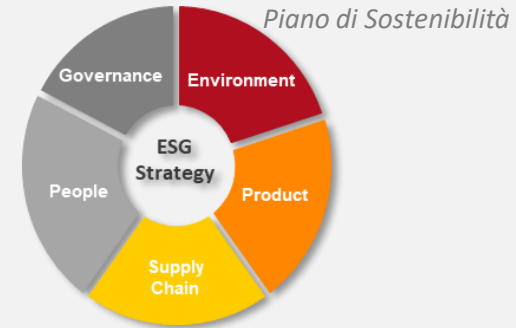 Piano di Sostenibilità
Governance
Environment
ESG
Strategy
People
Product
Supply
Chain